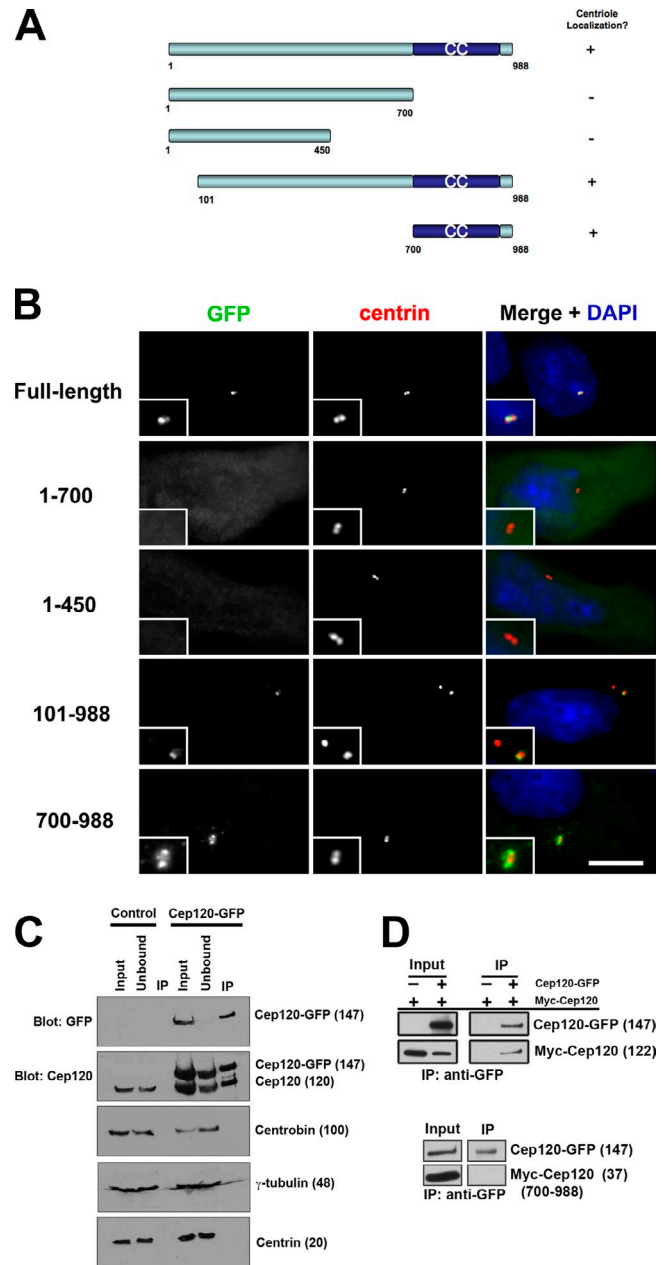 A
Centriole
Localization?
CC
1
988
+
1
700
-
1
450
-
CC
101
988
+
CC
700
988
+
B
GFP
centrin
Merge + DAPI
Full-length
1-700
1-450
101-988
700-988
C
Control
Cep120-GFP
Input
Unbound
IP
Input
Unbound
IP
Blot: GFP
Cep120-GFP (147)
Blot: Cep120
Cep120-GFP (147)
Cep120 (120)
Centrobin (100)
γ-tubulin (48)
Centrin (20)
D
Input
IP
− + − + Cep120-GFP
+ + + + Myc-Cep120
Cep120-GFP (147)
Myc-Cep120 (122)
IP: anti-GFP
Input
IP
Cep120-GFP (147)
Myc-Cep120 (37)
(700-988)
IP: anti-GFP